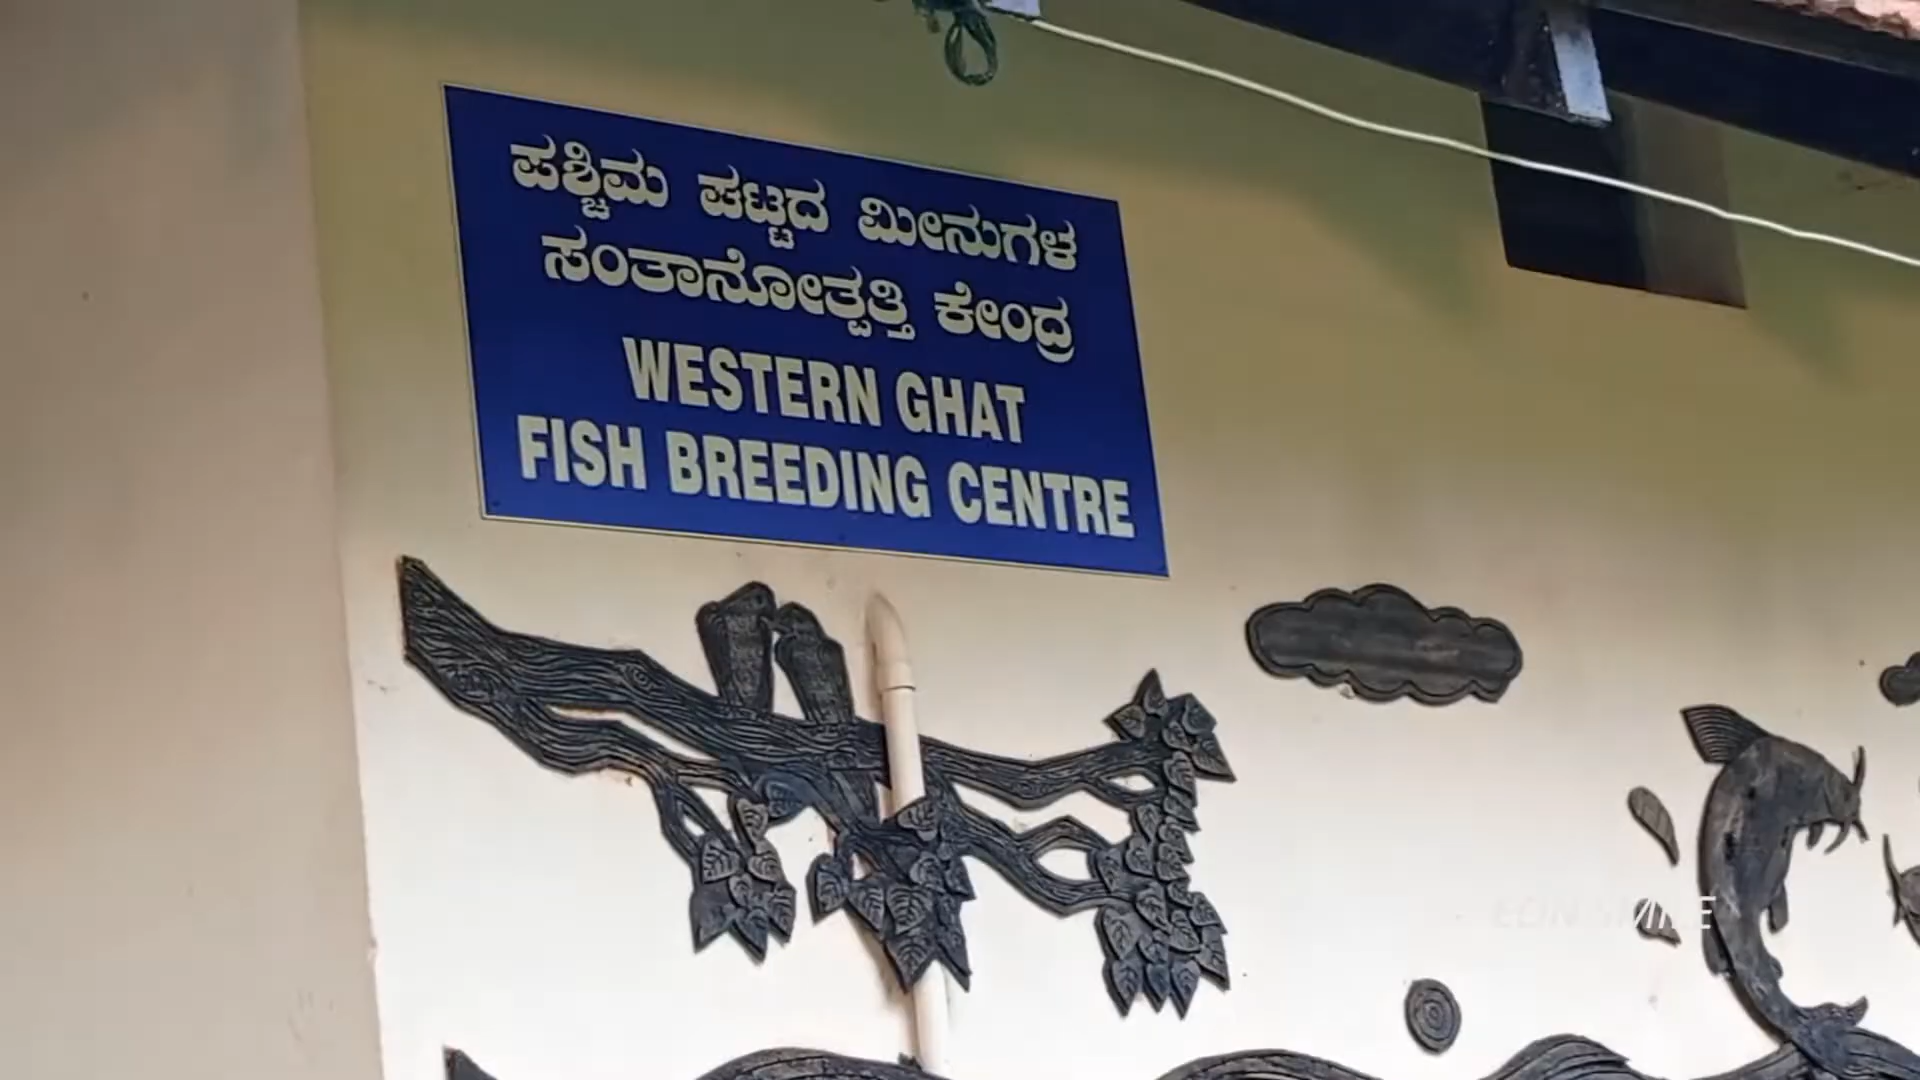 ಪಶ್ಚಿಮ ಘಟ್ಟದ ಮೀನುಗಳ
ಸಂತಾನೋತ್ಪತ್ತಿ ಕೇಂದ್ರ
WESTERN GHAT
FISH BREEDING CENTRE